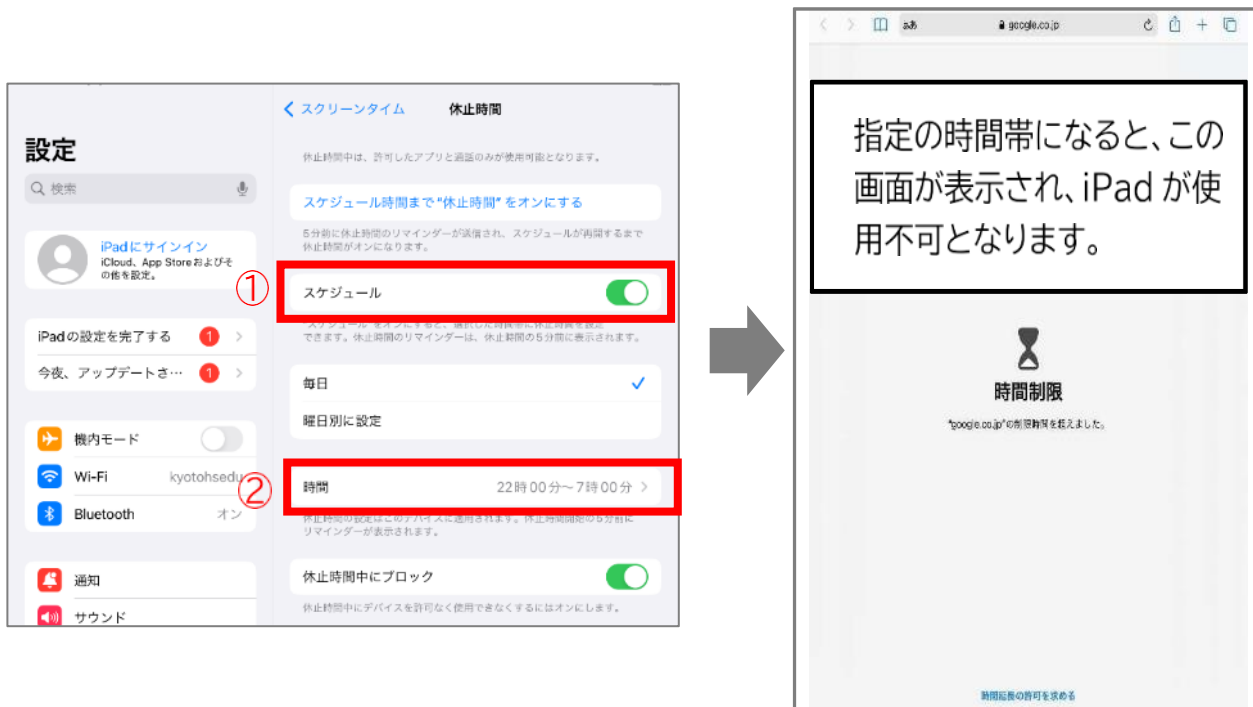 設定
検索
iPadにサインイン
iCloud、App Storeおよびそ
の他を設定。
iPadの設定を完了する 1
今夜、アップデートさ… 1
機内モード
Wi-Fi kyotohsedu
Bluetooth オン
通知
サウンド
スクリーンタイム 休止時間
休止時間中は、許可したアプリと通話のみが使用可能となります。
スケジュール時間まで“休止時間”をオンにする
5分前に休止時間のリマインダーが送信され、スケジュールが再開するまで
休止時間がオンになります。
①
スケジュール
“スケジュール”をオンにすると、選択した時間帯に休止時間を設定
できます。休止時間のリマインダーは、休止時間の5分前に表示されます。
毎日
曜日別に設定
②
時間 22時00分～7時00分
休止時間の設定はこのデバイスに適用されます。休止時間開始の5分前に
リマインダーが表示されます。
休止時間中にブロック
休止時間中にデバイスを許可なく使用できなくするにはオンにします。
ぁあ google.co.jp
指定の時間帯になると、この
画面が表示され、iPad が使
用不可となります。
時間制限
"google.co.jp"の制限時間を超えました。
時間延長の許可を求める